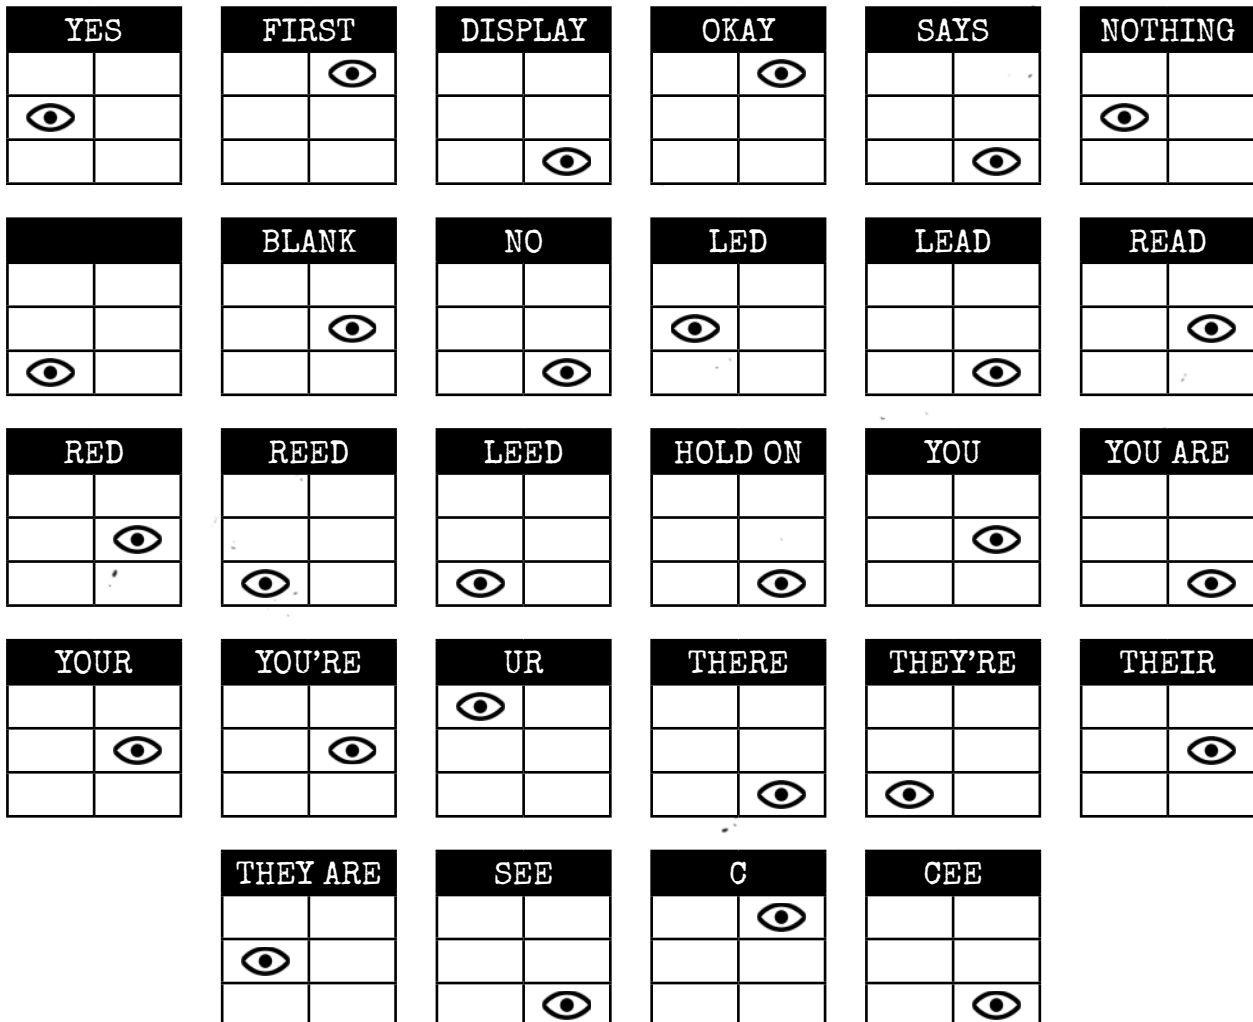 YES FIRST DISPLAY OKAY SAYS NOTHING
BLANK NO LED LEAD READ
RED REED LEED HOLD ON YOU YOU ARE
YOUR YOU'RE UR THERE THEY'RE THEIR
THEY ARE SEE C CEE